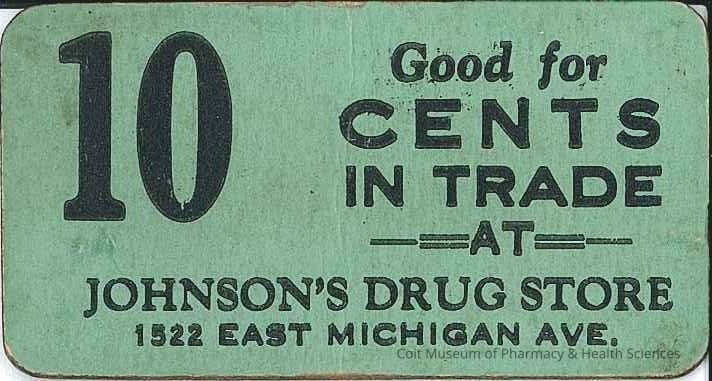 10
Good for
CENTS
IN TRADE
AT
JOHNSON'S DRUG STORE
1522 EAST MICHIGAN AVE.
Coit Museum of Pharmacy & Health Sciences